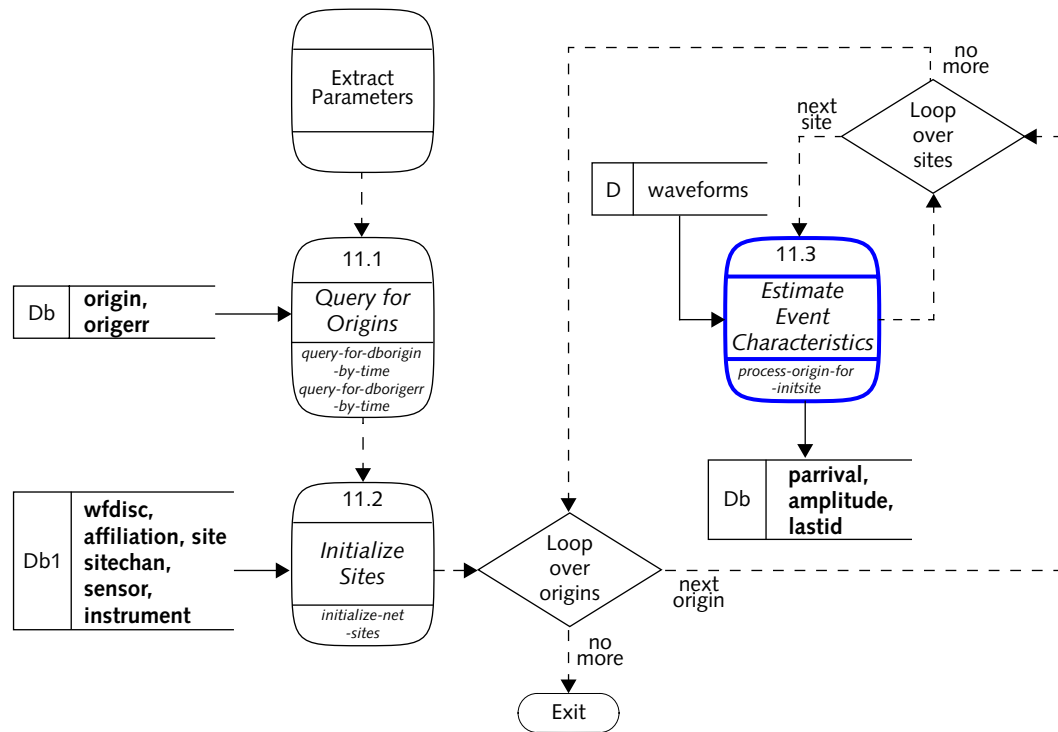 Extract
Parameters
no
more
next
site
Loop
over
sites
D
waveforms
11.1
Query for
Origins
query-for-dborigin
-by-time
query-for-dborigerr
-by-time
Db
origin,
origerr
11.3
Estimate
Event
Characteristics
process-origin-for
-initsite
Db
parrival,
amplitude,
lastid
Db1
wfdisc,
affiliation, site
sitechan,
sensor,
instrument
11.2
Initialize
Sites
initialize-net
-sites
Loop
over
origins
next
origin
no
more
Exit